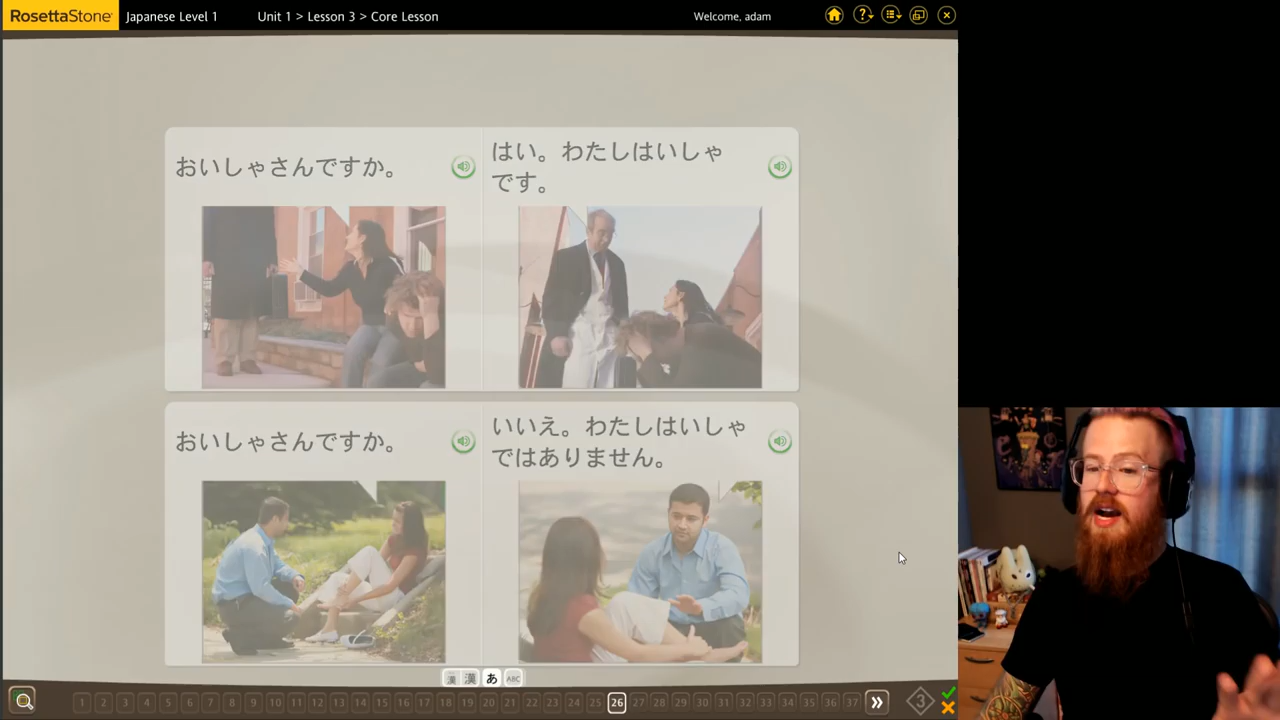 RosettaStone
Japanese Level 1
Unit 1 > Lesson 3 > Core Lesson
Welcome, adam
おいしゃさんですか。
はい。わたしはいしゃ
です。
おいしゃさんですか。
いいえ。わたしはいしゃ
ではありません。
漢 漢 あ ABC
1 2 3 4 5 6 7 8 9 10 11 12 13 14 15 16 17 18 19 20 21 22 23 24 25 26 27 28 29 30 31 32 33 34 35 36 37 » 3